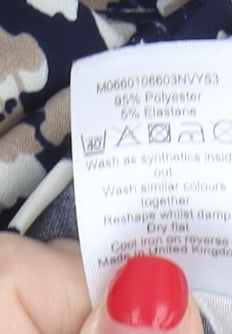 M0660106603NVY53
95% Polyester
5% Elastane
40
Wash as synthetics inside
out
Wash similar colours
together
Reshape whilst damp
Dry flat
Cool iron on reverse
Made in United Kingdo